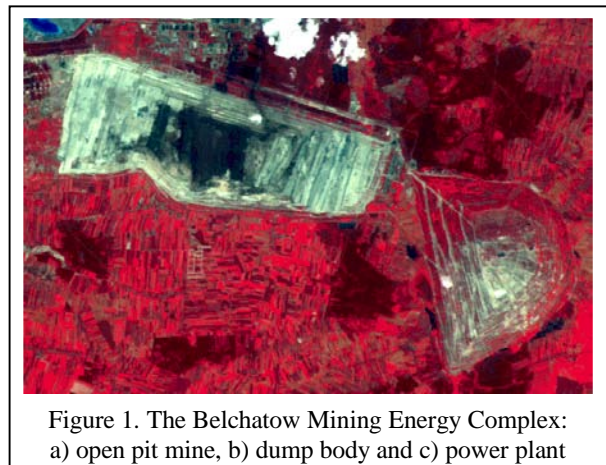 Figure 1. The Belchatow Mining Energy Complex:
a) open pit mine, b) dump body and c) power plant